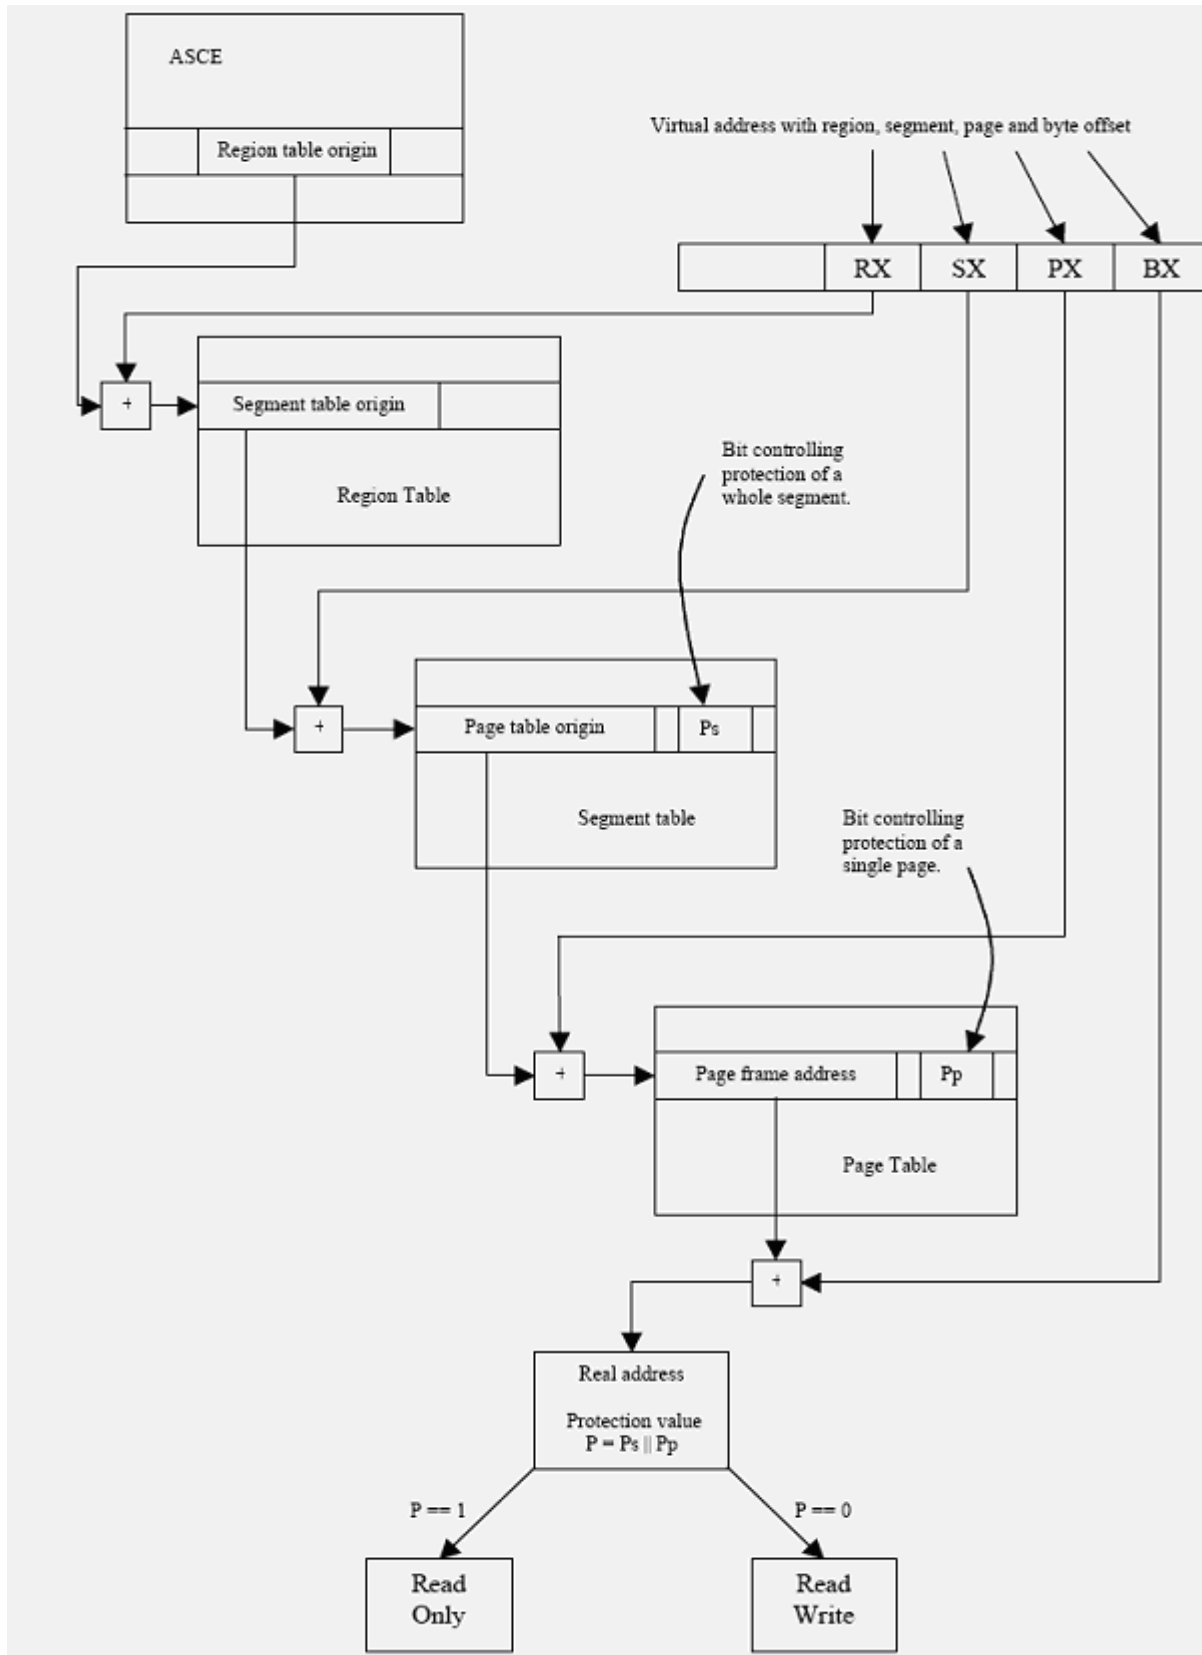 ASCE
Region table origin
Virtual address with region, segment, page and byte offset
RX SX PX BX
+
Segment table origin
Region Table
Bit controlling
protection of a
whole segment.
+
Page table origin
Ps
Segment table
Bit controlling
protection of a
single page.
+
Page frame address
Pp
Page Table
+
Real address
Protection value
P = Ps || Pp
P == 1
P == 0
Read
Only
Read
Write